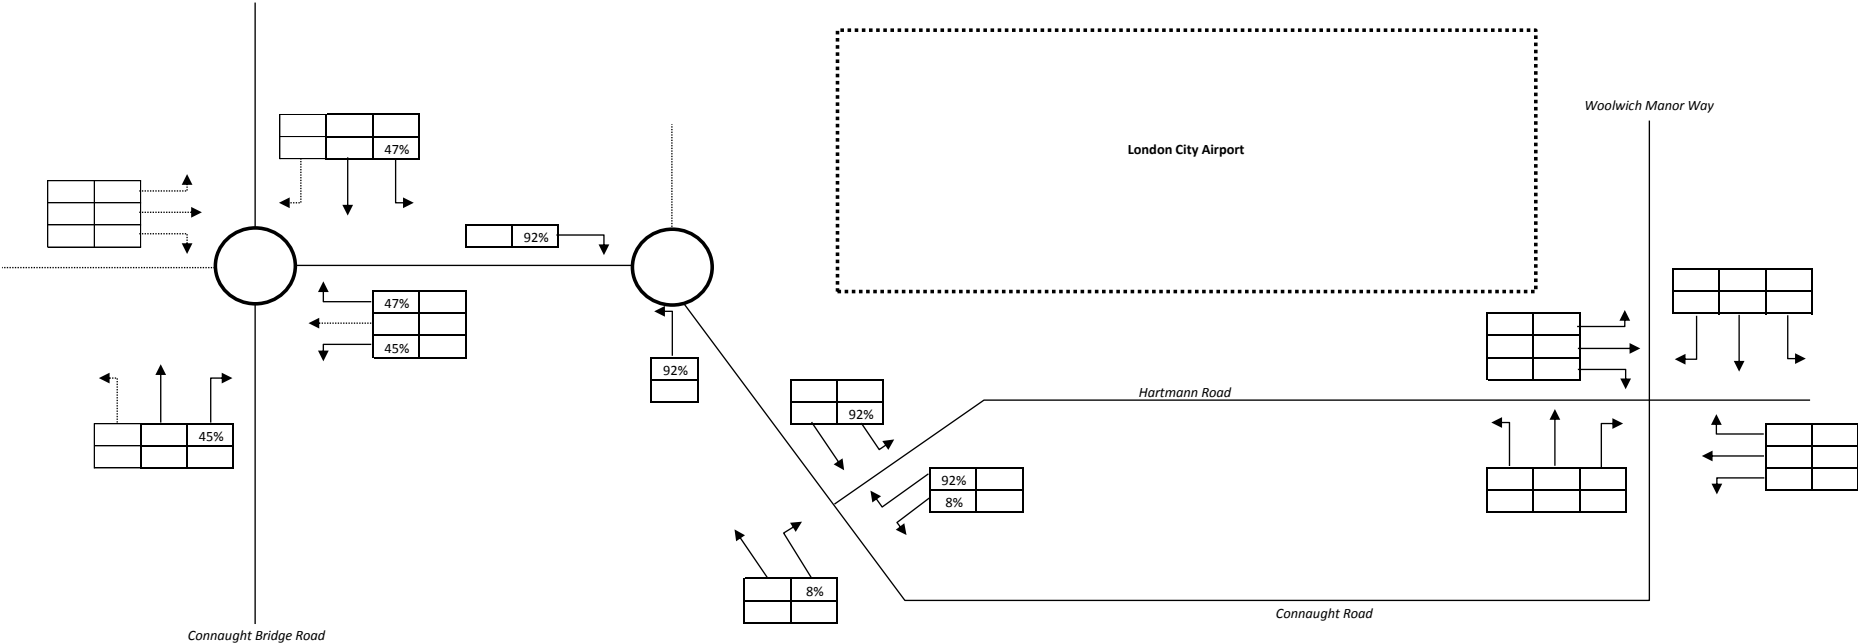 Woolwich Manor Way
London City Airport
47%
92%
47%
45%
92%
45%
Hartmann Road
92%
92%
8%
8%
Connaught Road
Connaught Bridge Road